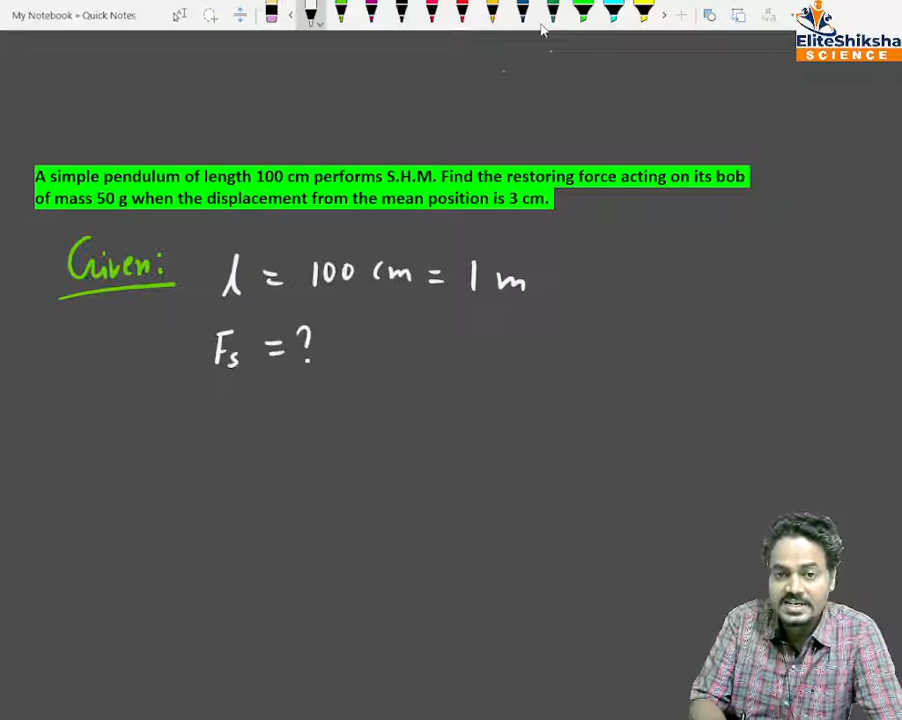 My Notebook » Quick Notes
EliteShiksha
SCIENCE
A simple pendulum of length 100 cm performs S.H.M. Find the restoring force acting on its bob
of mass 50 g when the displacement from the mean position is 3 cm.
Given: l = 100 cm = 1 m
Fs = ?